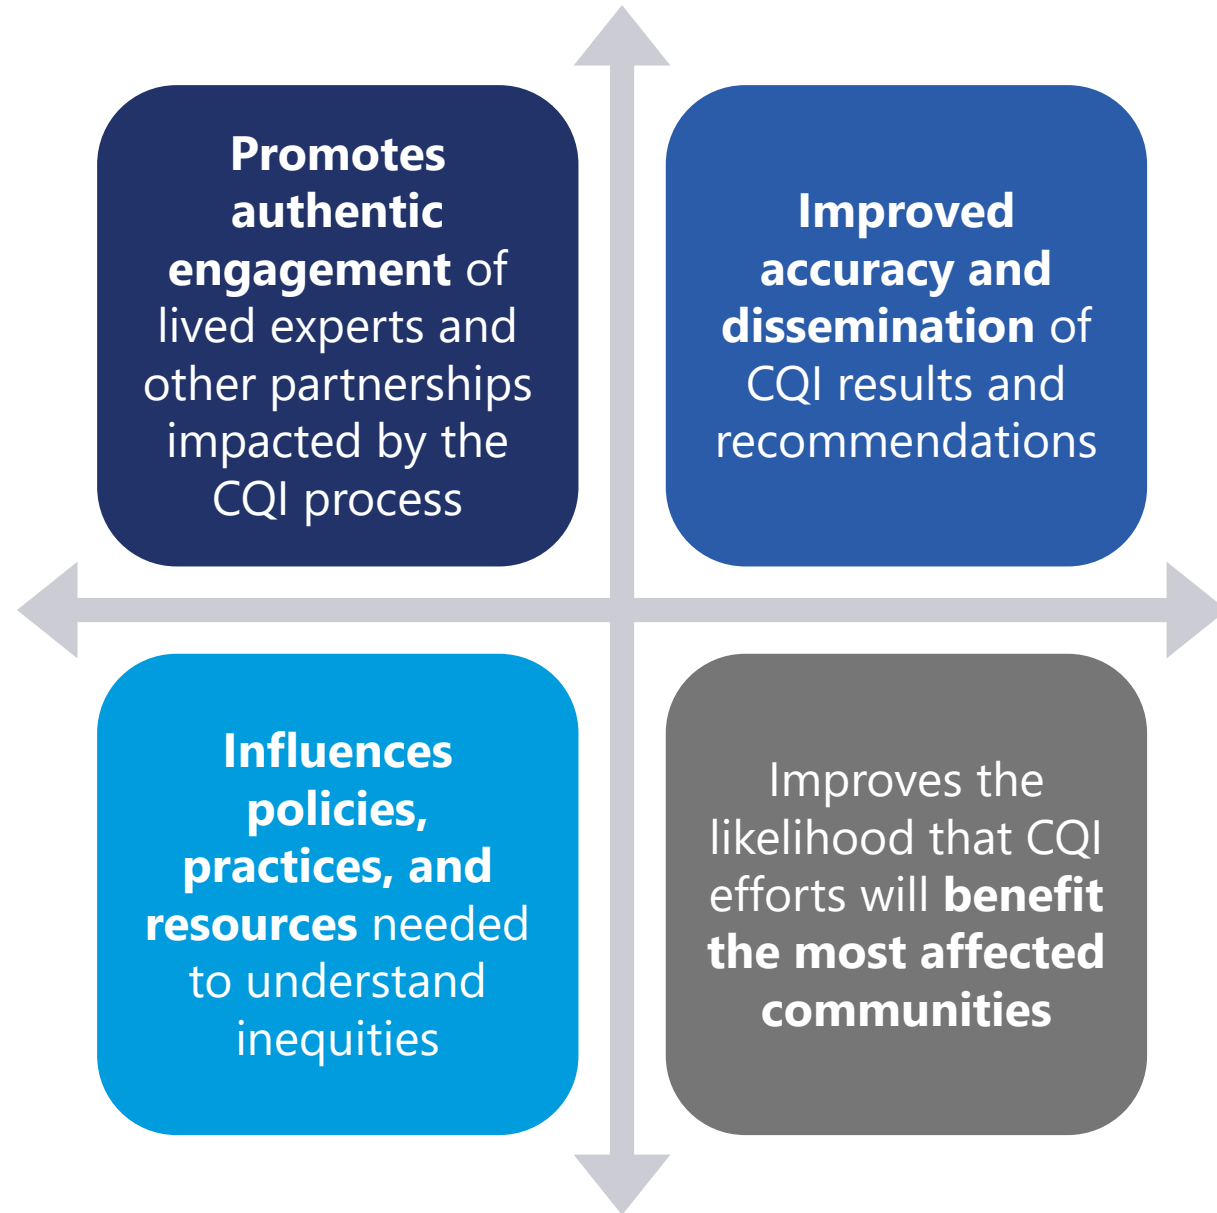 Promotes
authentic
engagement of
lived experts and
other partnerships
impacted by the
CQI process
Improved
accuracy and
dissemination of
CQI results and
recommendations
Influences
policies,
practices, and
resources needed
to understand
inequities
Improves the
likelihood that CQI
efforts will benefit
the most affected
communities